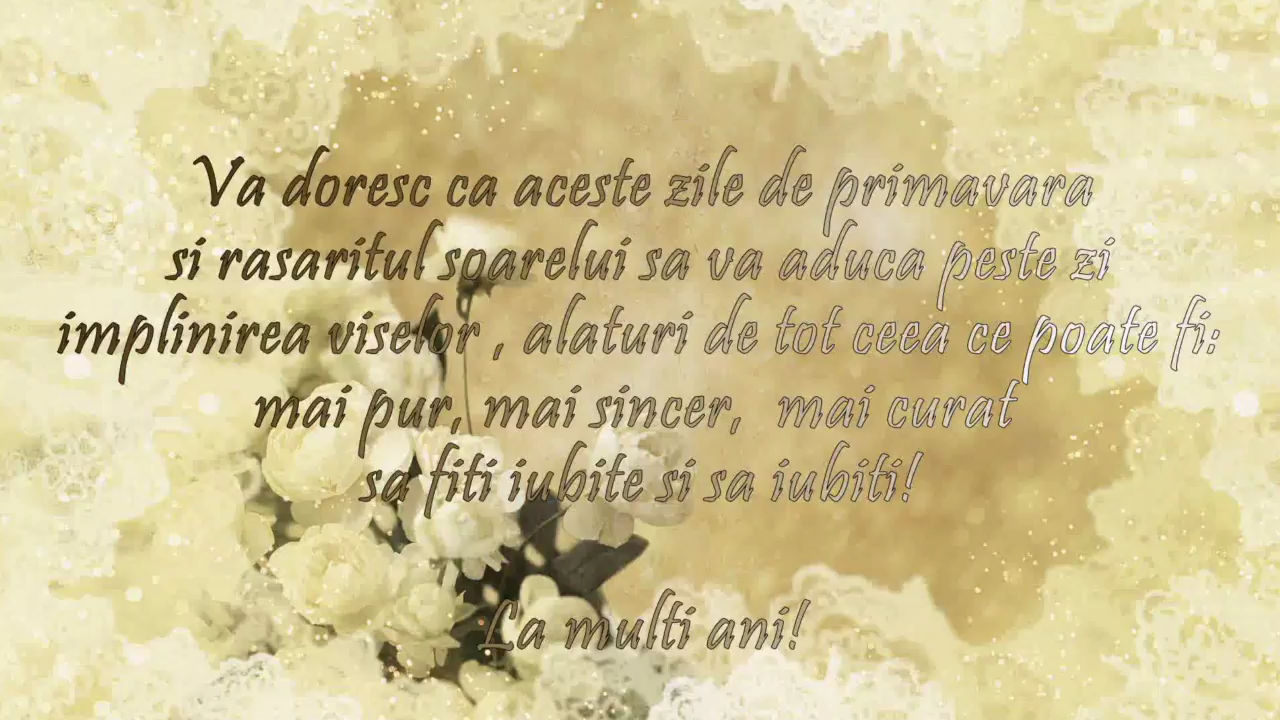 Va doresc ca aceste zile de primavara
si rasaritul soarelui sa va aduca peste zi
implinirea viselor , alaturi de tot ceea ce poate fi:
mai pur, mai sincer, mai curat
sa fiti iubite si sa iubiti!
La multi ani!